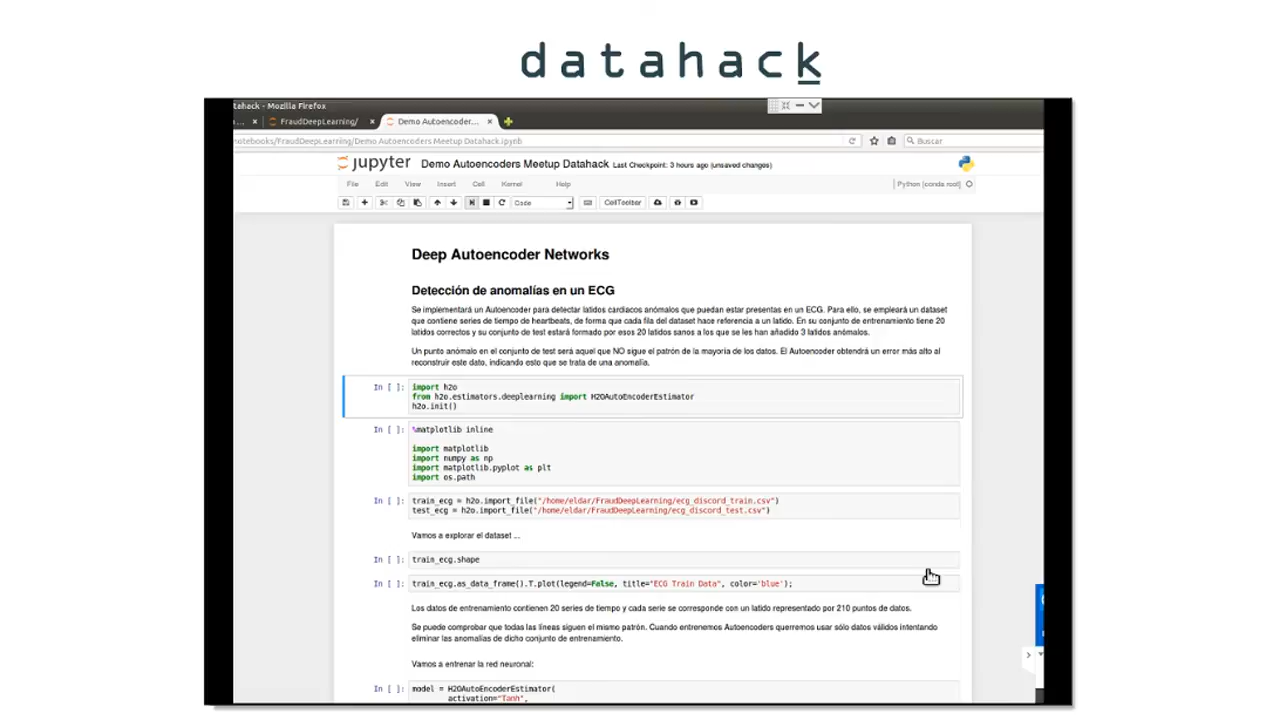 datahack
tahack - Mozilla Firefox
... × FraudDeepLearning/ × Demo Autoencoder... ×
notebooks/FraudDeepLearning/Demo Autoencoders Meetup Datahack.ipynb
Buscar
jupyter Demo Autoencoders Meetup Datahack Last Checkpoint: 3 hours ago (unsaved changes)
File Edit View Insert Cell Kernel Help Python [conda root]
Code CellToolbar
Deep Autoencoder Networks
Detección de anomalías en un ECG
Se implementará un Autoencoder para detectar latidos cardiacos anómalos que puedan estar presentas en un ECG. Para ello, se empleará un dataset
que contiene series de tiempo de heartbeats, de forma que cada fila del dataset hace referencia a un latido. En su conjunto de entrenamiento tiene 20
latidos correctos y su conjunto de test estará formado por esos 20 latidos sanos a los que se les han añadido 3 latidos anómalos.
Un punto anómalo en el conjunto de test será aquel que NO sigue el patrón de la mayoría de los datos. El Autoencoder obtendrá un error más alto al
reconstruir este dato, indicando esto que se trata de una anomalía.
In [ ]: import h2o
from h2o.estimators.deeplearning import H2OAutoEncoderEstimator
h2o.init()
In [ ]: %matplotlib inline
import matplotlib
import numpy as np
import matplotlib.pyplot as plt
import os.path
In [ ]: train_ecg = h2o.import_file("/home/eldar/FraudDeepLearning/ecg_discord_train.csv")
test_ecg = h2o.import_file("/home/eldar/FraudDeepLearning/ecg_discord_test.csv")
Vamos a explorar el dataset ...
In [ ]: train_ecg.shape
In [ ]: train_ecg.as_data_frame().T.plot(legend=False, title="ECG Train Data", color='blue');
Los datos de entrenamiento contienen 20 series de tiempo y cada serie se corresponde con un latido representado por 210 puntos de datos.
Se puede comprobar que todas las líneas siguen el mismo patrón. Cuando entrenemos Autoencoders querremos usar sólo datos válidos intentando
eliminar las anomalías de dicho conjunto de entrenamiento.
Vamos a entrenar la red neuronal:
In [ ]: model = H2OAutoEncoderEstimator(
activation="Tanh",